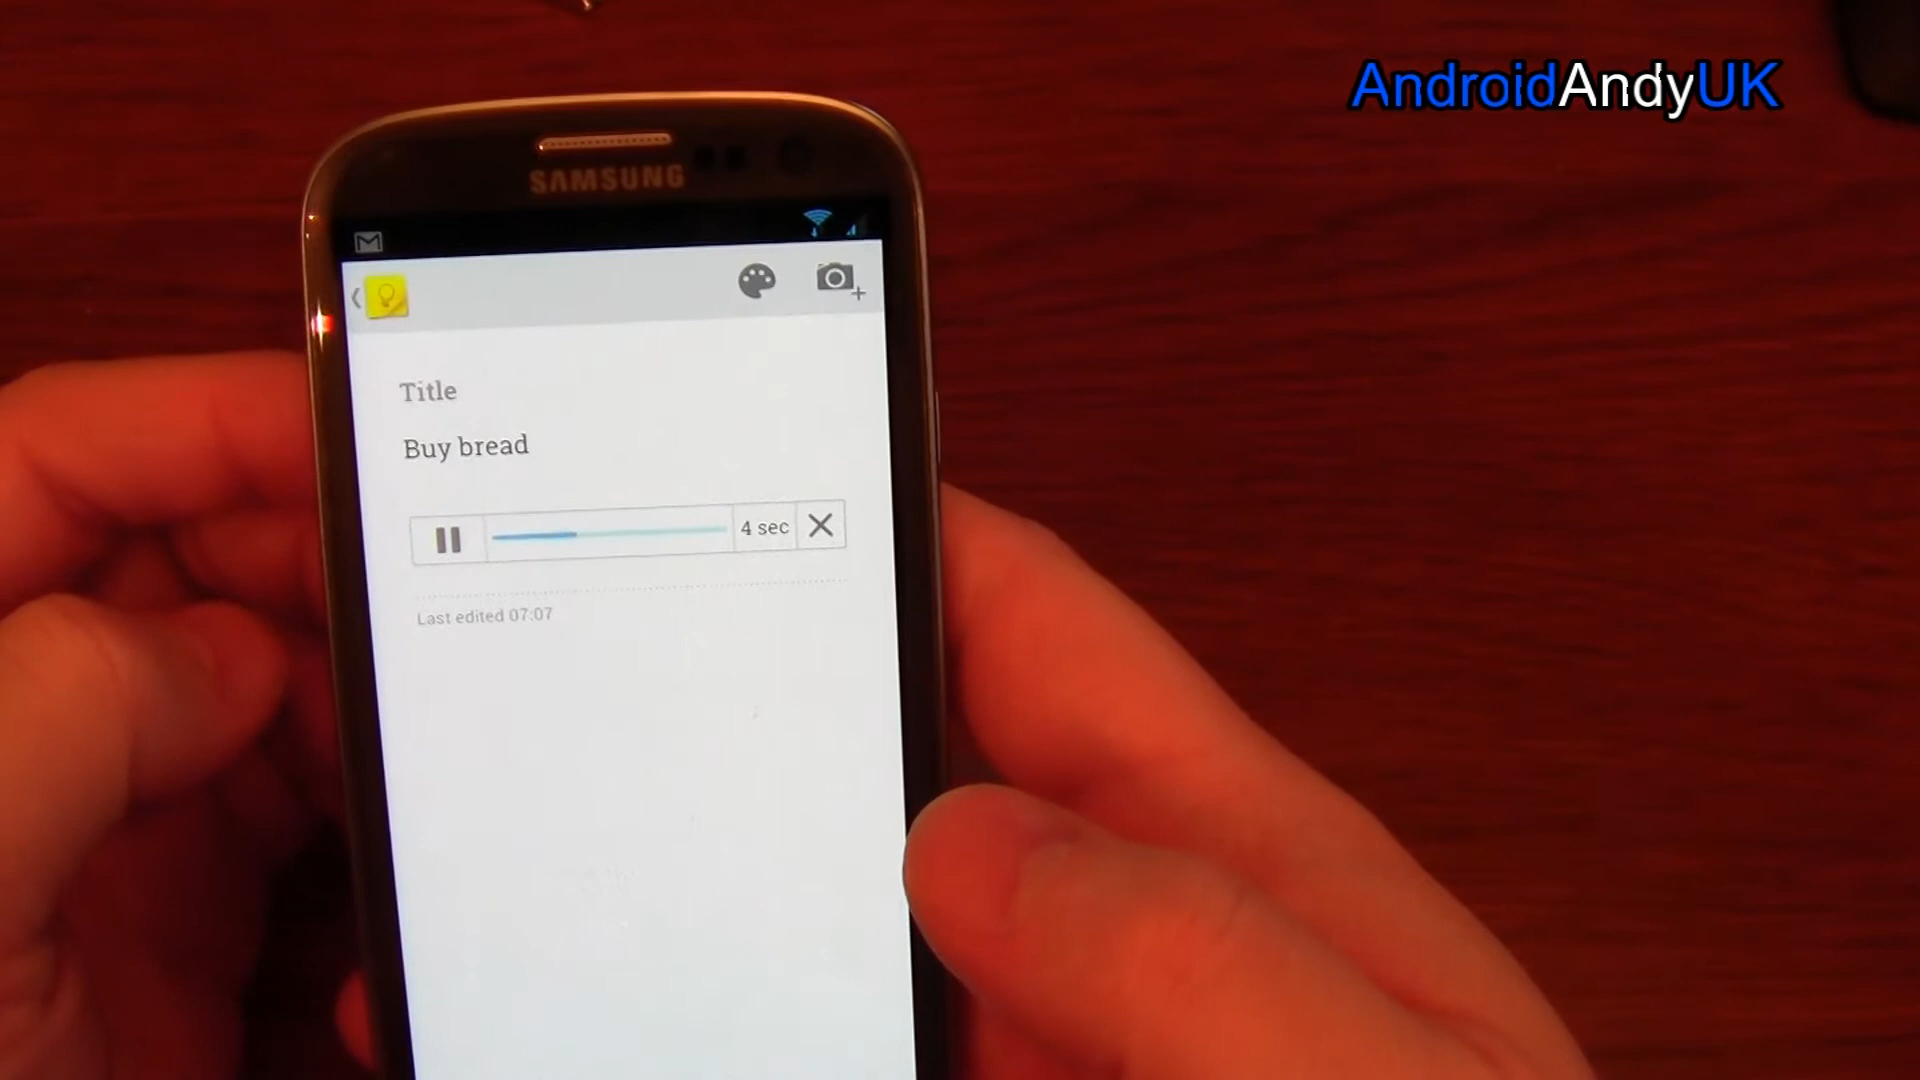 AndroidAndyUK
SAMSUNG
Title
Buy bread
4 sec
Last edited 07:07